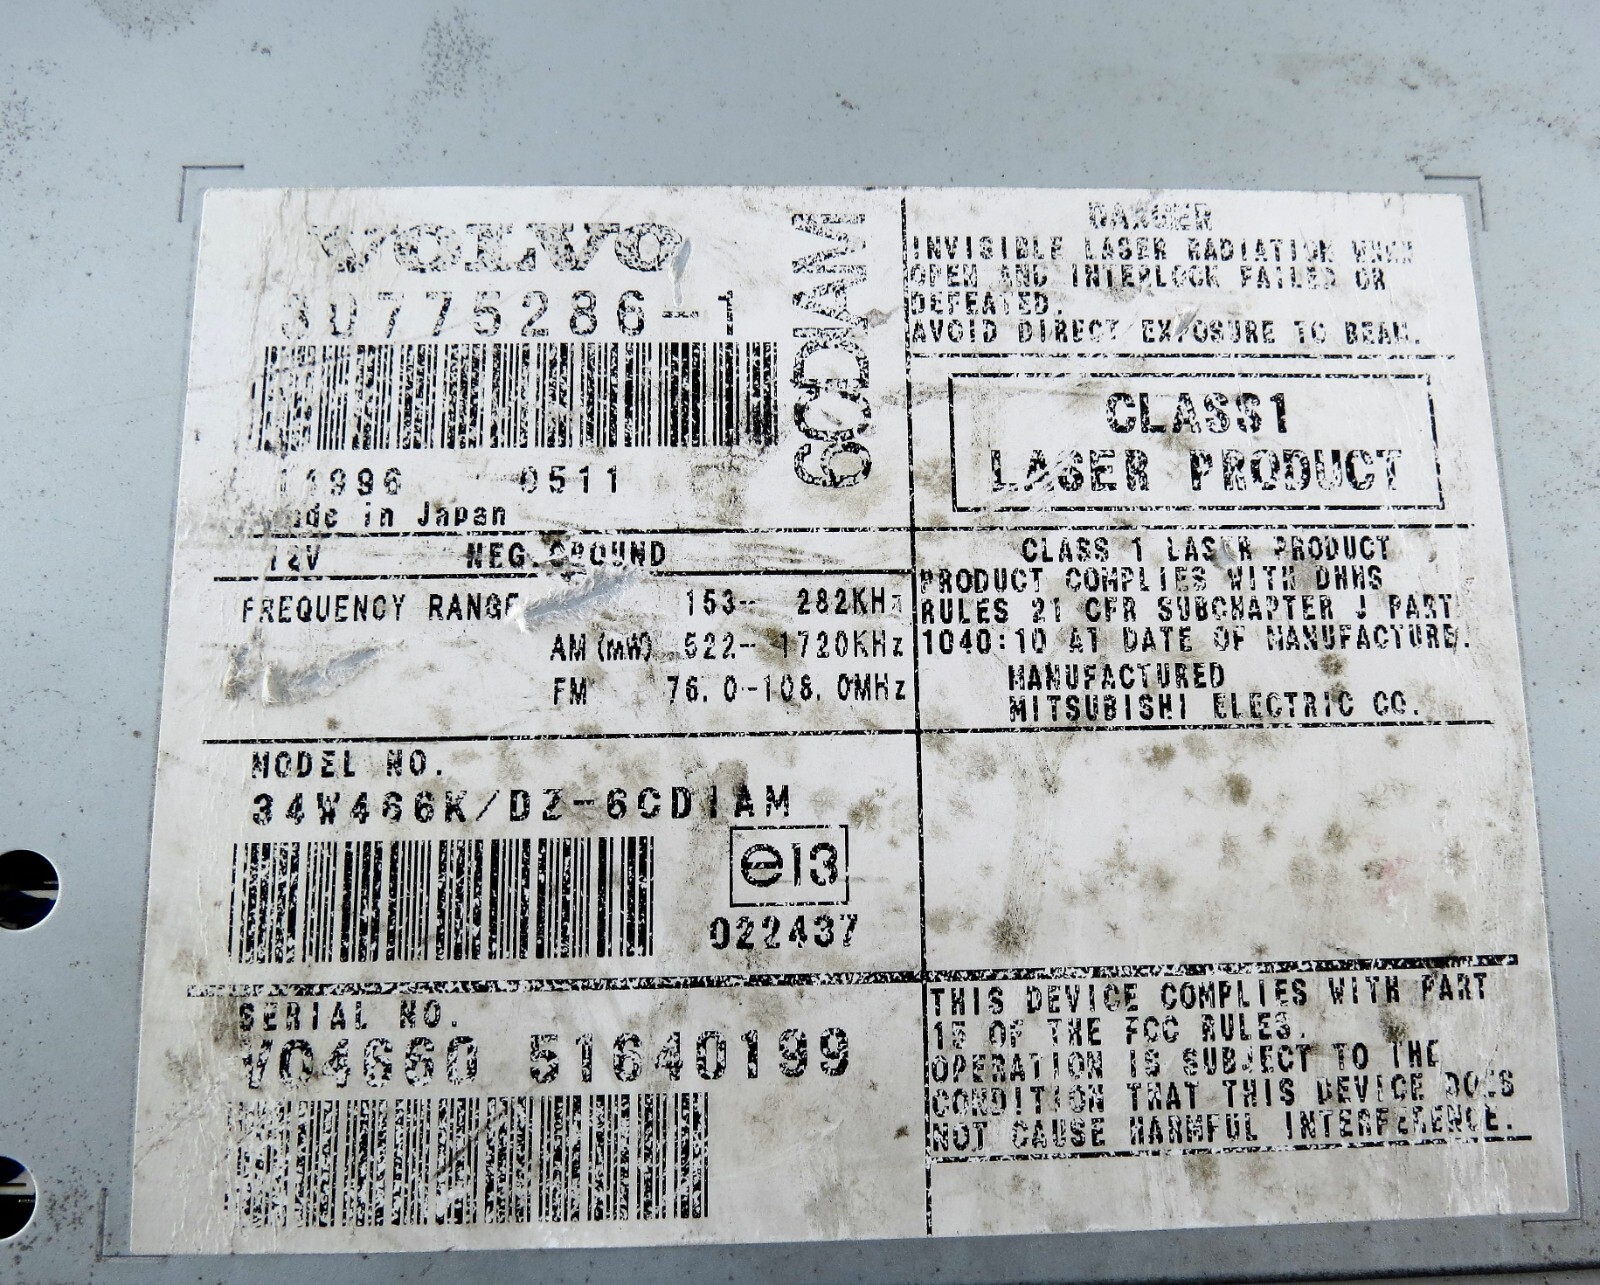 VOLVO
30775286-1
6CDIAM
11996 0511
Made in Japan
12V NEG. GROUND
FREQUENCY RANGE 153- 282KHz
AM (MW) 522- 1720KHz
FM 76.0-108.0MHz
MODEL NO.
34W466K/DZ-6CD1AM
e13
022437
SERIAL NO.
VO4660 51640199
DANGER
INVISIBLE LASER RADIATION WHEN
OPEN AND INTERLOCK FAILED OR
DEFEATED.
AVOID DIRECT EXPOSURE TO BEAM.
CLASS1
LASER PRODUCT
CLASS 1 LASER PRODUCT
PRODUCT COMPLIES WITH DHHS
RULES 21 CFR SUBCHAPTER J PART
1040:10 AT DATE OF MANUFACTURE.
MANUFACTURED
MITSUBISHI ELECTRIC CO.
THIS DEVICE COMPLIES WITH PART
15 OF THE FCC RULES.
OPERATION IS SUBJECT TO THE
CONDITION THAT THIS DEVICE DOES
NOT CAUSE HARMFUL INTERFERENCE.